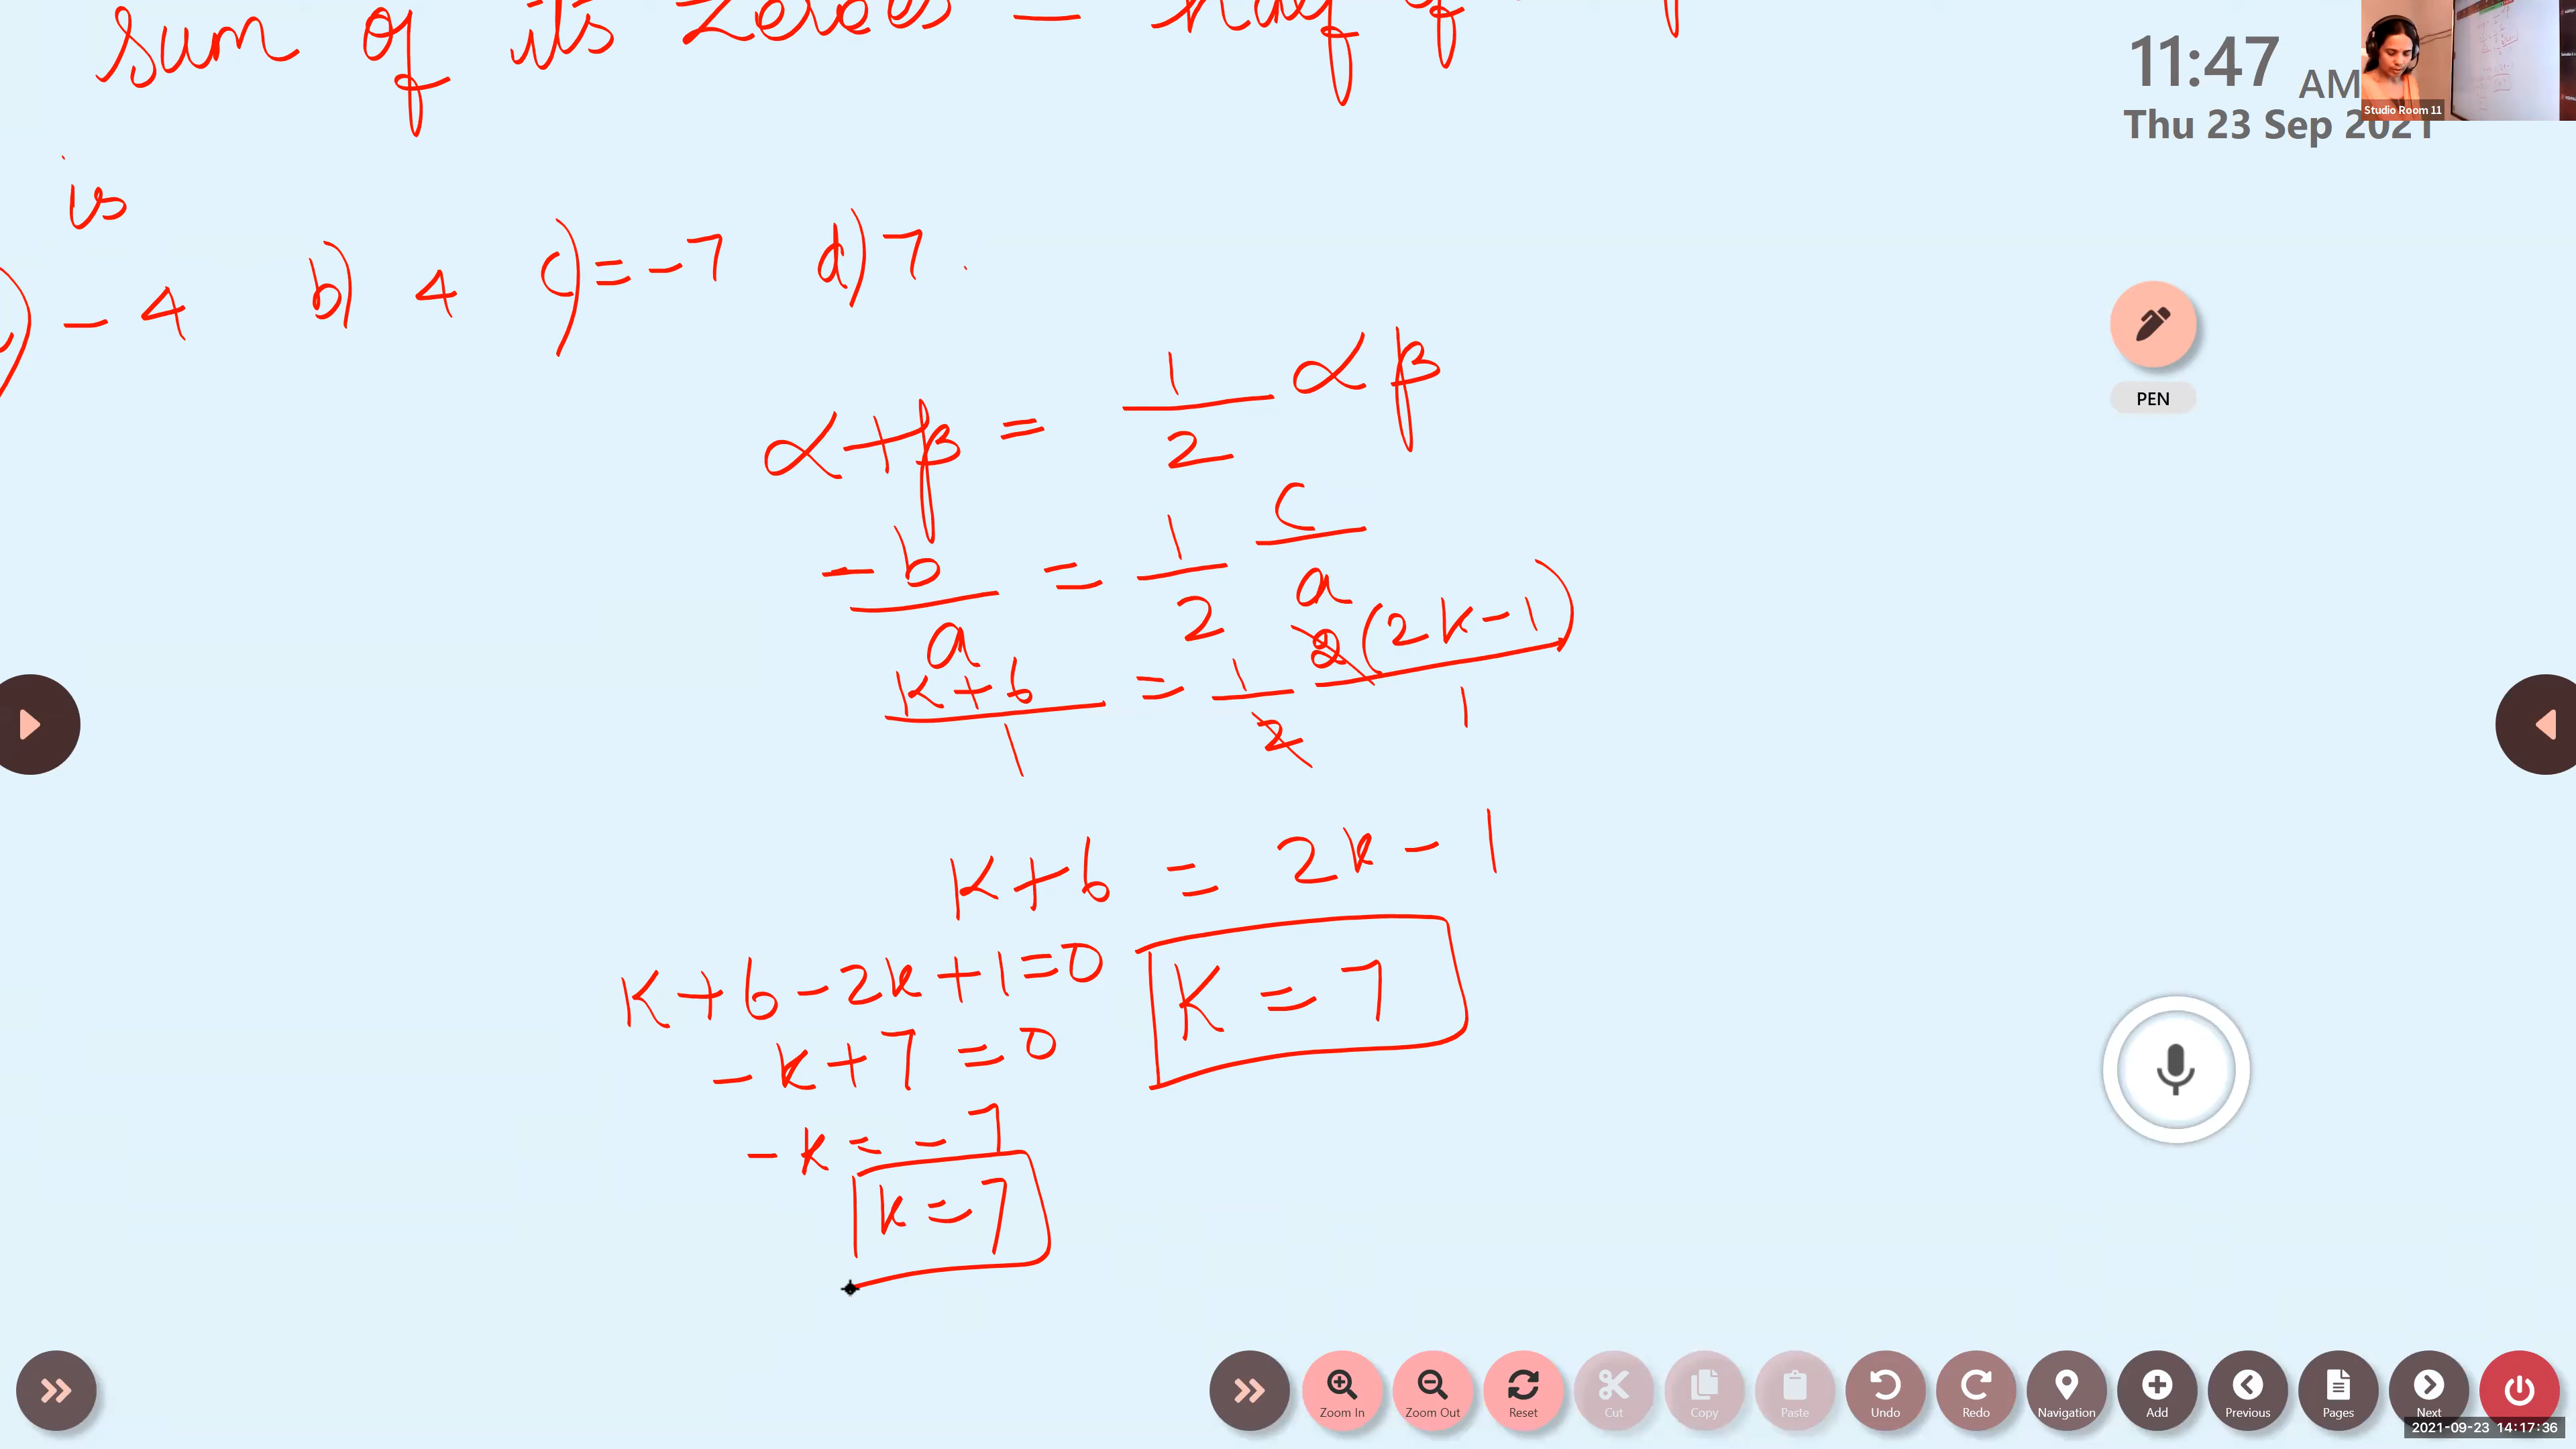 sum of its zeroes = half of
is
) - 4 b) 4 c) = -7 d) 7.
α+β = 1/2 αβ
-b/a = 1/2 c/a
k+6/1 = 1/2 2(2k-1)/1
k+6 = 2k - 1
k+6-2k+1=0
K = 7
-k+7 = 0
-k = -7
k=7
11:47 AM
Thu 23 Sep 2021
Studio Room 11
PEN
Zoom In Zoom Out Reset Cut Copy Paste Undo Redo Navigation Add Previous Pages Next
2021-09-23 14:17:36